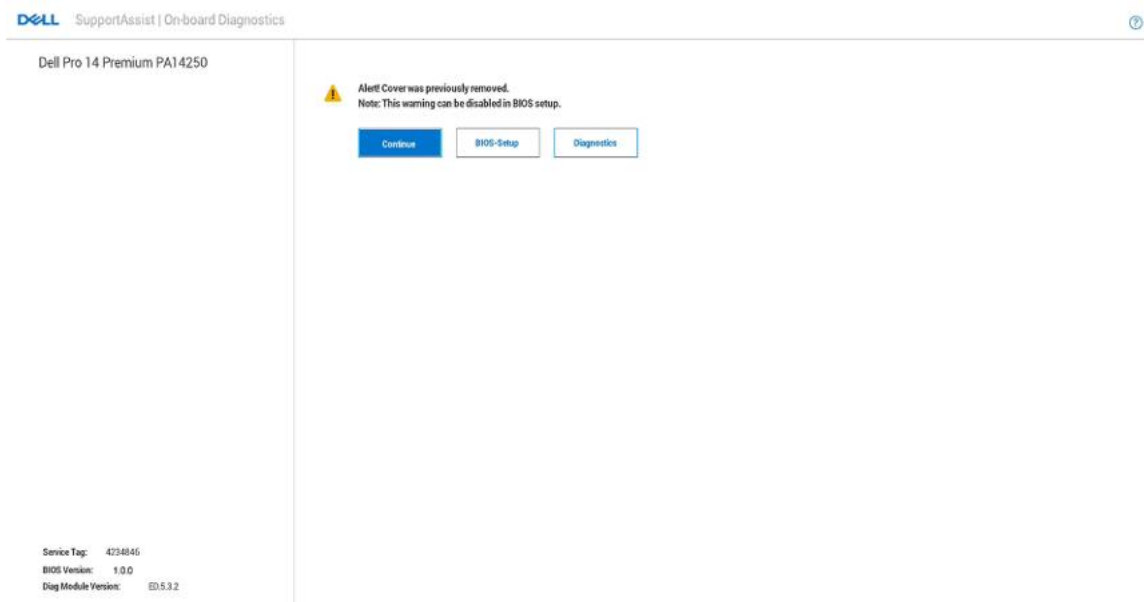 DELL SupportAssist | On-board Diagnostics
Dell Pro 14 Premium PA14250
Alert! Cover was previously removed.
Note: This warning can be disabled in BIOS setup.
Continue BIOS-Setup Diagnostics
Service Tag: 4234846
BIOS Version: 1.0.0
Diag Module Version: ED.5.3.2